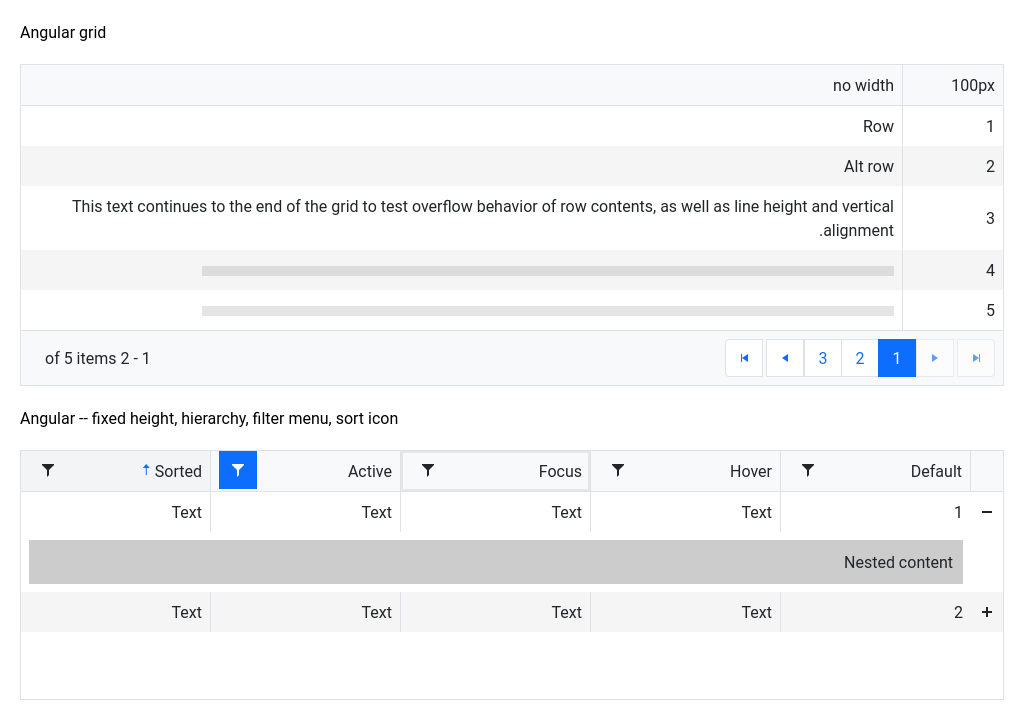 Angular grid
100px no width
1 Row
2 Alt row
3 This text continues to the end of the grid to test overflow behavior of row contents, as well as line height and vertical
.alignment
4
5
1 2 3 of 5 items 2 - 1
Angular -- fixed height, hierarchy, filter menu, sort icon
Default Hover Focus Active Sorted
1 Text Text Text Text
Nested content
2 Text Text Text Text